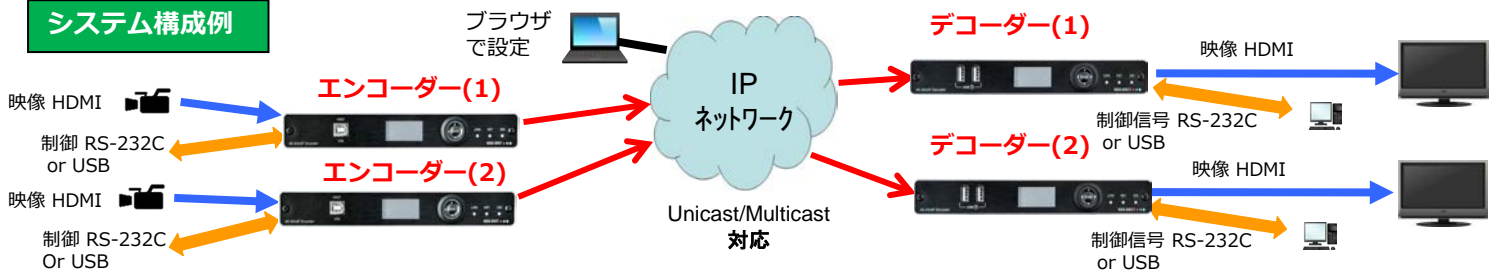 システム構成例
ブラウザ
で設定
エンコーダー(1)
映像 HDMI
制御 RS-232C
or USB
エンコーダー(2)
映像 HDMI
制御 RS-232C
Or USB
IP
ネットワーク
Unicast/Multicast
対応
デコーダー(1)
映像 HDMI
制御信号 RS-232C
or USB
デコーダー(2)
映像 HDMI
制御信号 RS-232C
or USB